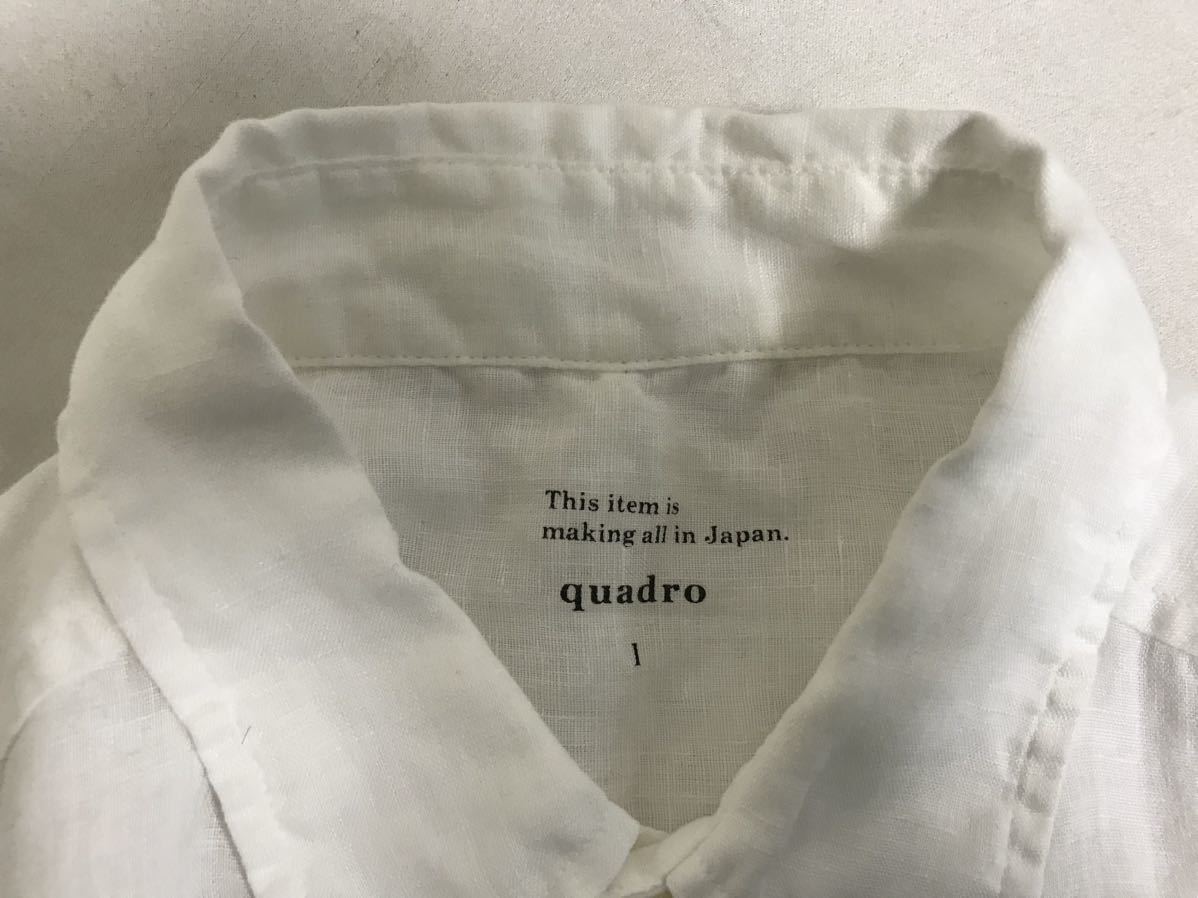 This item is
making all in Japan.
quadro
1